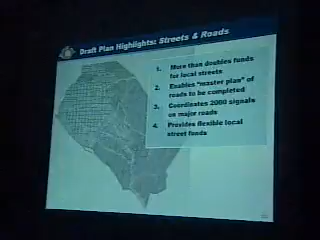 Draft Plan Highlights: Streets & Roads
1. More than doubles funds
for local streets
2. Enables "master plan" of
roads to be completed
3. Coordinates 2000 signals
on major roads
4. Provides flexible local
street funds